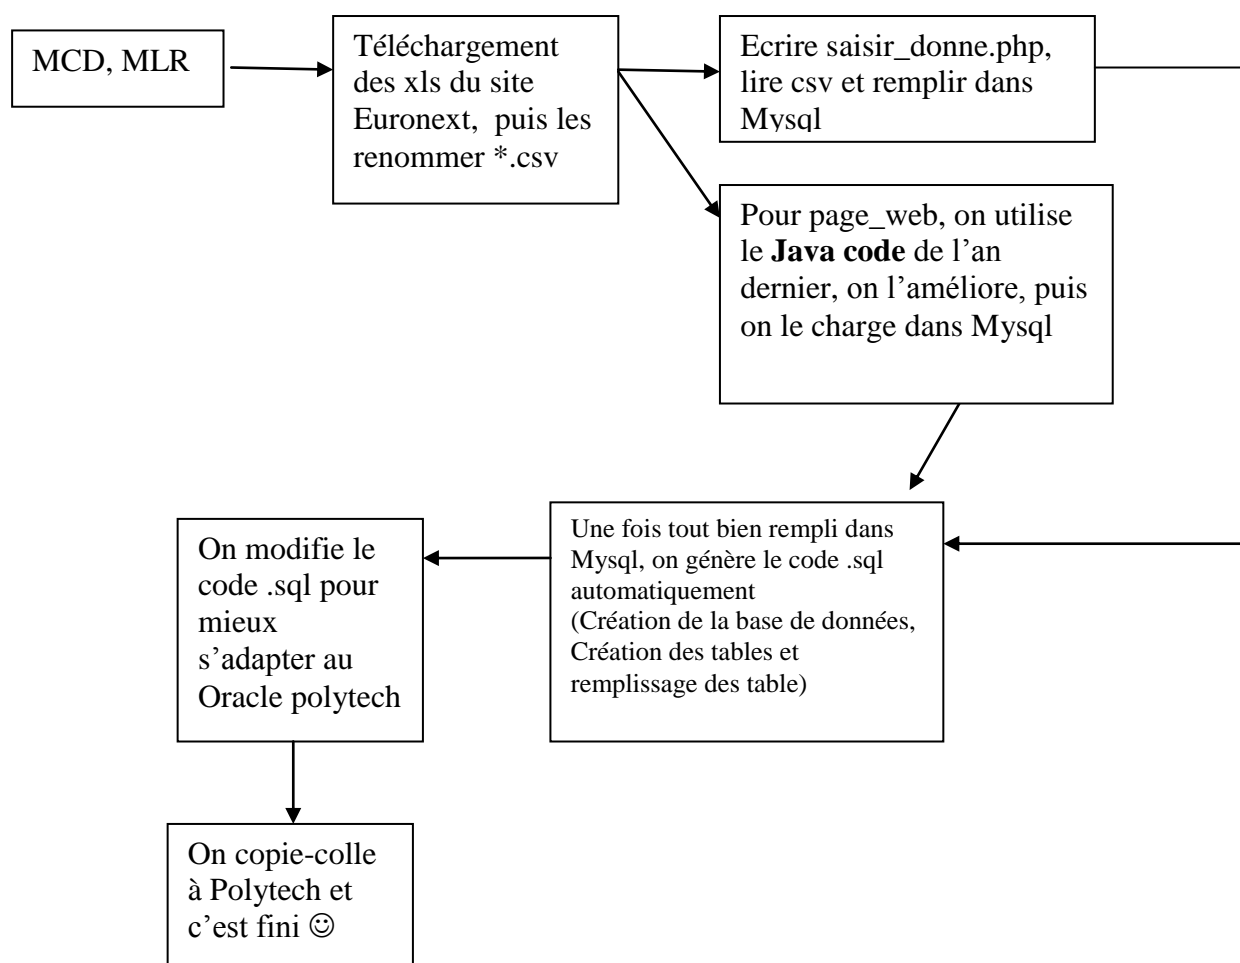 MCD, MLR
Téléchargement
des xls du site
Euronext,  puis les
renommer *.csv
Ecrire saisir_donne.php,
lire csv et remplir dans
Mysql
Pour page_web, on utilise
le Java code de l’an
dernier, on l’améliore, puis
on le charge dans Mysql
Une fois tout bien rempli dans
Mysql, on génère le code .sql
automatiquement
(Création de la base de données,
Création des tables et
remplissage des table)
On modifie le
code .sql pour
mieux
s’adapter au
Oracle polytech
On copie-colle
à Polytech et
c’est fini ☺